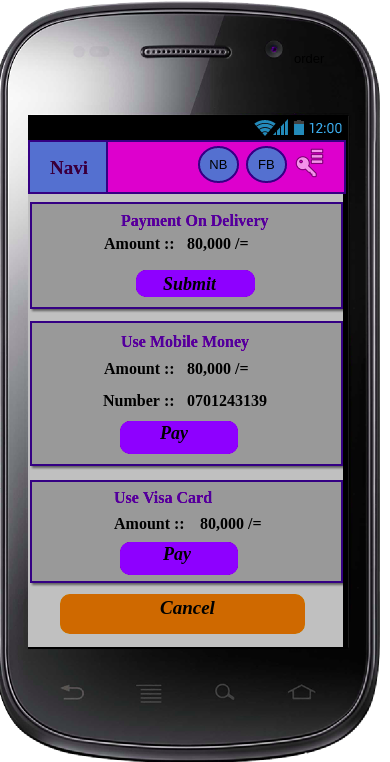 order
12:00
Navi
NB
FB
Payment On Delivery
Amount :: 80,000 /=
Submit
Use Mobile Money
Amount :: 80,000 /=
Number :: 0701243139
Pay
Use Visa Card
Amount :: 80,000 /=
Pay
Cancel